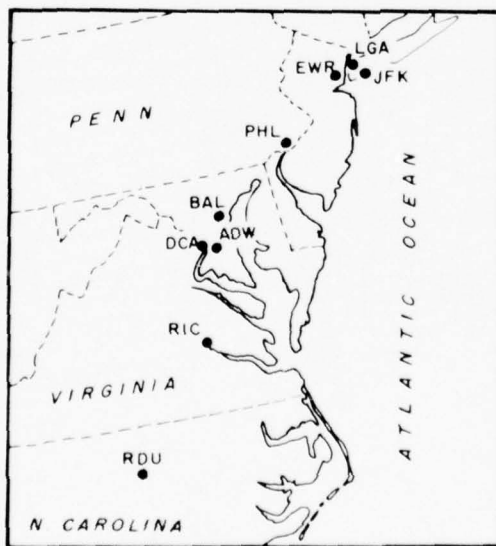 LGA
EWR
JFK
PENN
PHL
BAL
DCA
ADW
ATLANTIC OCEAN
RIC
VIRGINIA
RDU
N. CAROLINA